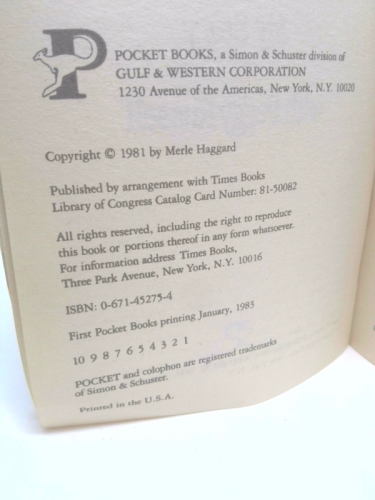 P
POCKET BOOKS, a Simon & Schuster division of
GULF & WESTERN CORPORATION
1230 Avenue of the Americas, New York, N.Y. 10020
Copyright © 1981 by Merle Haggard
Published by arrangement with Times Books
Library of Congress Catalog Card Number: 81-50082
All rights reserved, including the right to reproduce
this book or portions thereof in any form whatsoever.
For information address Times Books,
Three Park Avenue, New York, N.Y. 10016
ISBN: 0-671-45275-4
First Pocket Books printing January, 1983
10 9 8 7 6 5 4 3 2 1
POCKET and colophon are registered trademarks
of Simon & Schuster.
Printed in the U.S.A.